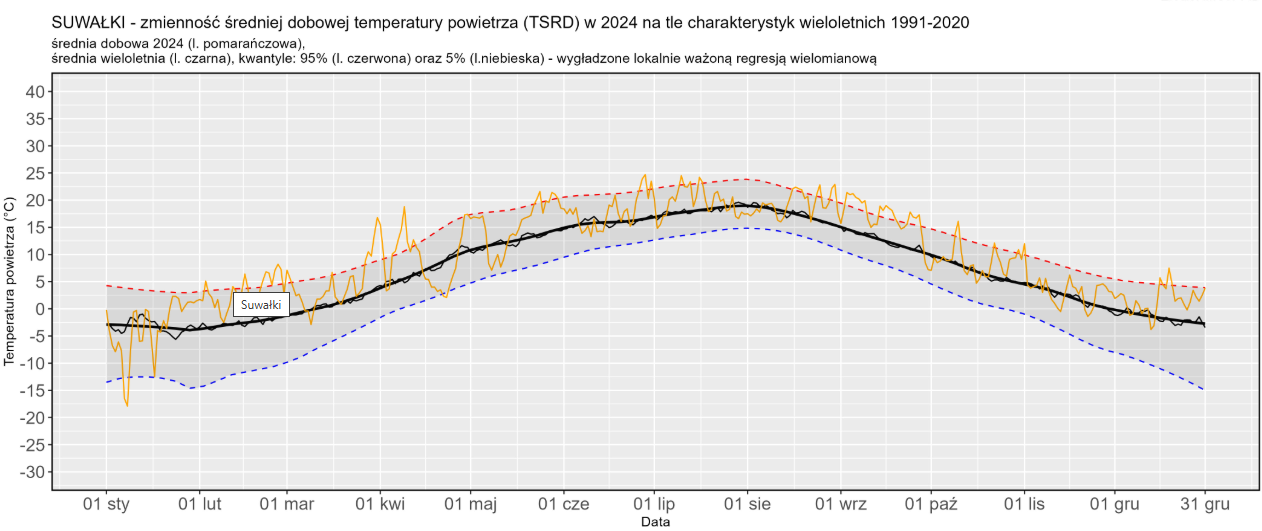 SUWAŁKI - zmienność średniej dobowej temperatury powietrza (TSRD) w 2024 na tle charakterystyk wieloletnich 1991-2020
średnia dobowa 2024 (l. pomarańczowa),
średnia wieloletnia (l. czarna), kwantyle: 95% (l. czerwona) oraz 5% (l.niebieska) - wygładzone lokalnie ważoną regresją wielomianową
Temperatura powietrza (°C)
40
35
30
25
20
15
10
5
0
-5
-10
-15
-20
-25
-30
Suwałki
01 sty 01 lut 01 mar 01 kwi 01 maj 01 cze 01 lip 01 sie 01 wrz 01 paź 01 lis 01 gru 31 gru
Data